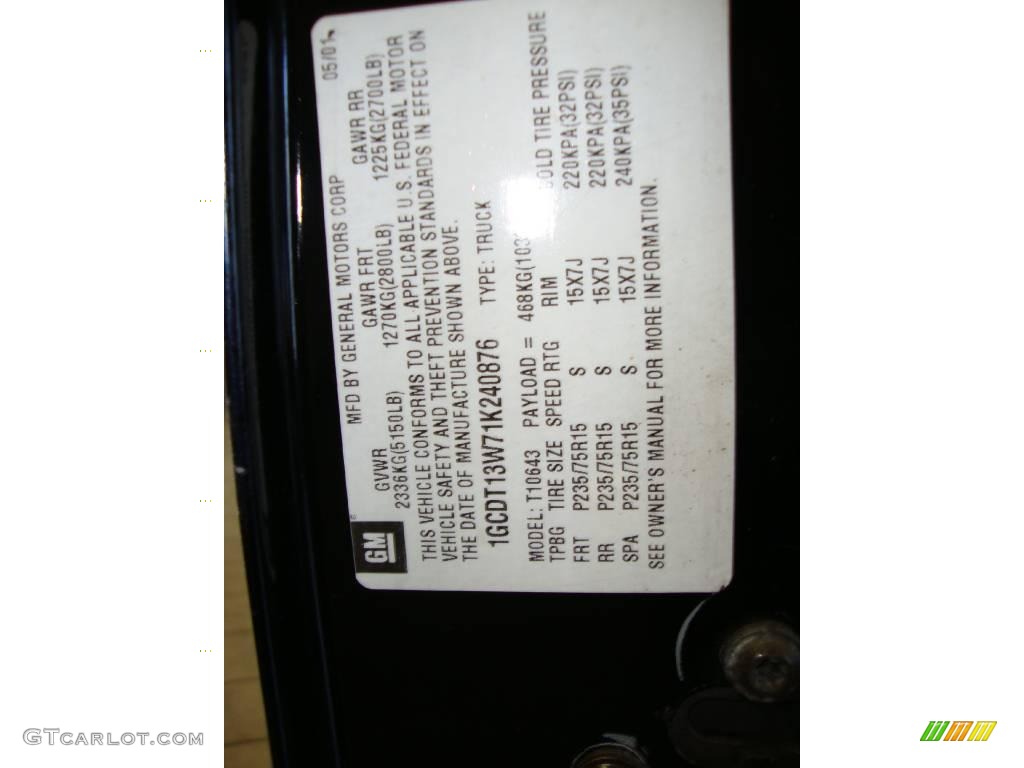 MFD BY GENERAL MOTORS CORP 05/01
GVWR GAWR FRT GAWR RR
2336KG(5150LB) 1270KG(2800LB) 1225KG(2700LB)
THIS VEHICLE CONFORMS TO ALL APPLICABLE U.S. FEDERAL MOTOR
VEHICLE SAFETY AND THEFT PREVENTION STANDARDS IN EFFECT ON
THE DATE OF MANUFACTURE SHOWN ABOVE.
1GCDT13W71K240876 TYPE: TRUCK
MODEL: T10643 PAYLOAD = 468KG(103
TPBG TIRE SIZE SPEED RTG RIM OLD TIRE PRESSURE
FRT P235/75R15 S 15X7J 220KPA(32PSI)
RR P235/75R15 S 15X7J 220KPA(32PSI)
SPA P235/75R15 S 15X7J 240KPA(35PSI)
SEE OWNER'S MANUAL FOR MORE INFORMATION.
GM
GTCarLot.com